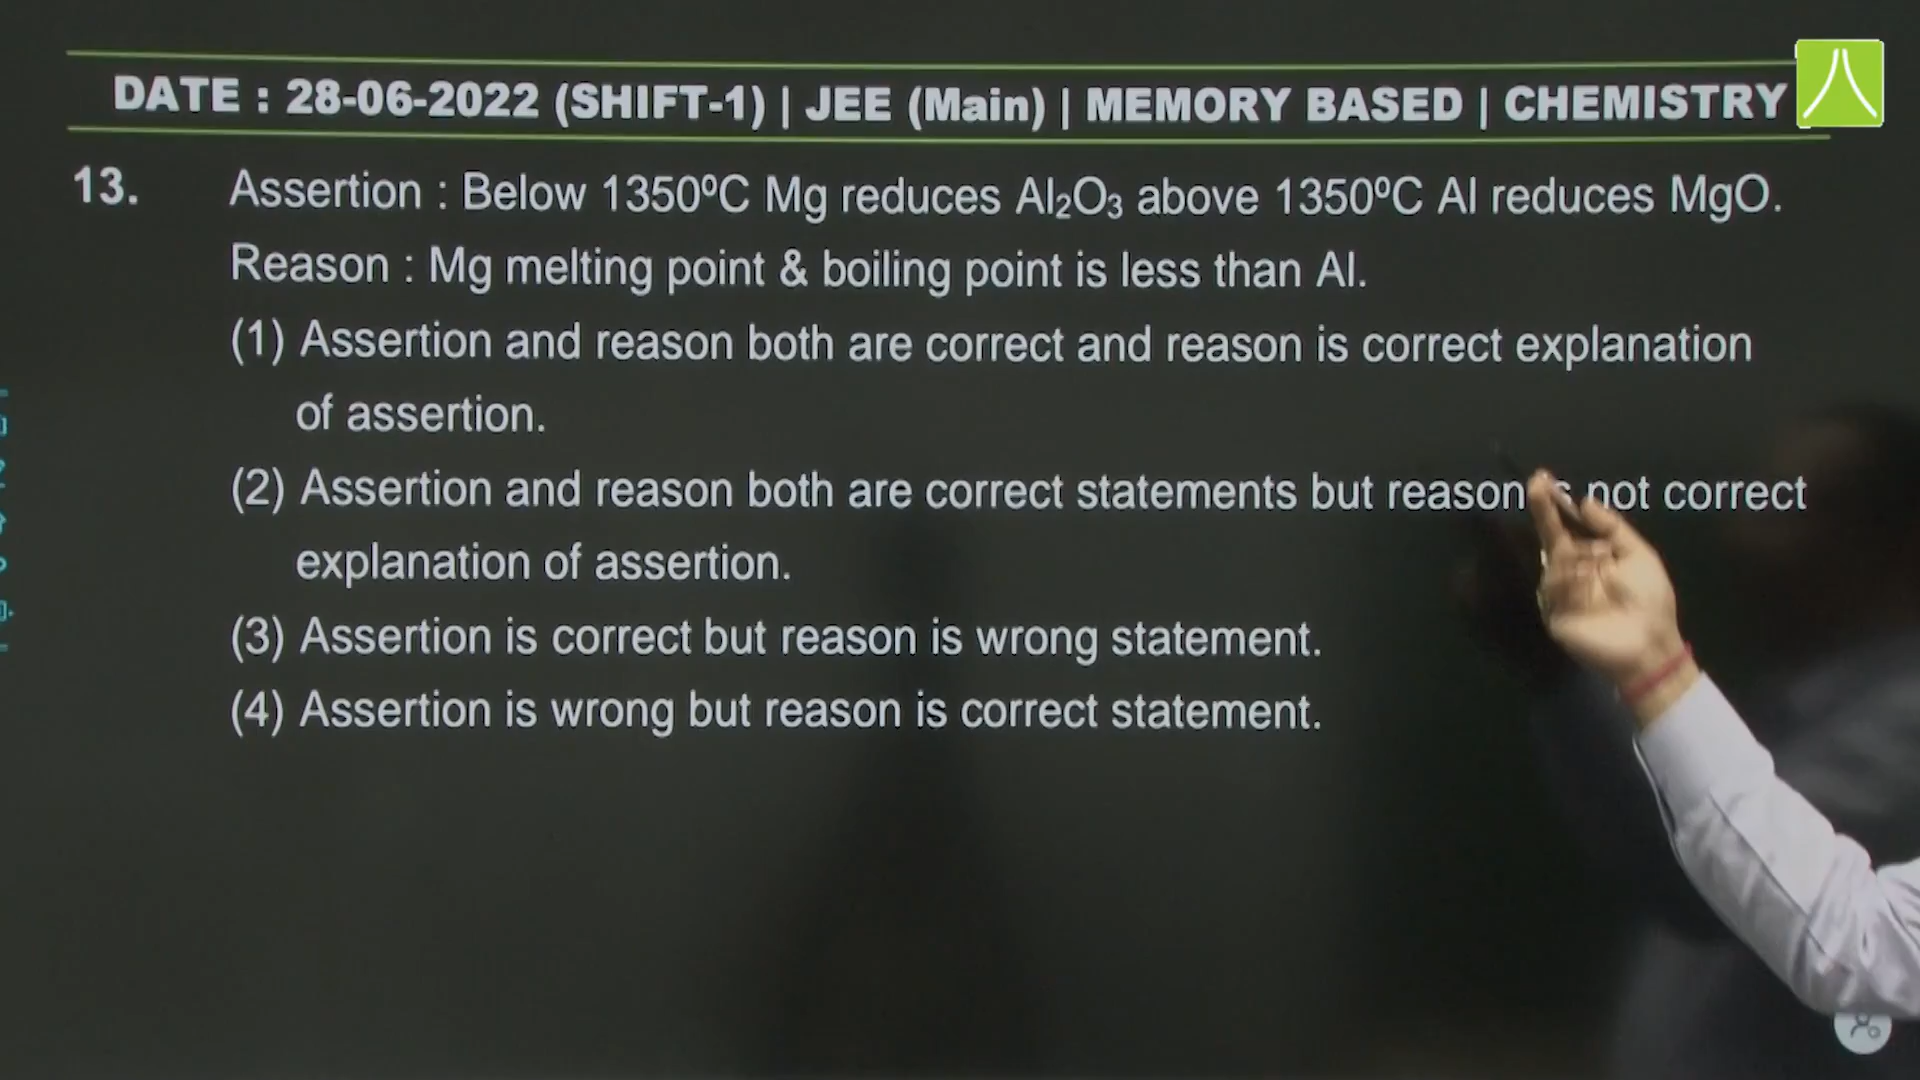 DATE : 28-06-2022 (SHIFT-1) | JEE (Main) | MEMORY BASED | CHEMISTRY
13. Assertion : Below 1350ºC Mg reduces Al₂O₃ above 1350ºC Al reduces MgO.
Reason : Mg melting point & boiling point is less than Al.
(1) Assertion and reason both are correct and reason is correct explanation
of assertion.
(2) Assertion and reason both are correct statements but reason not correct
explanation of assertion.
(3) Assertion is correct but reason is wrong statement.
(4) Assertion is wrong but reason is correct statement.